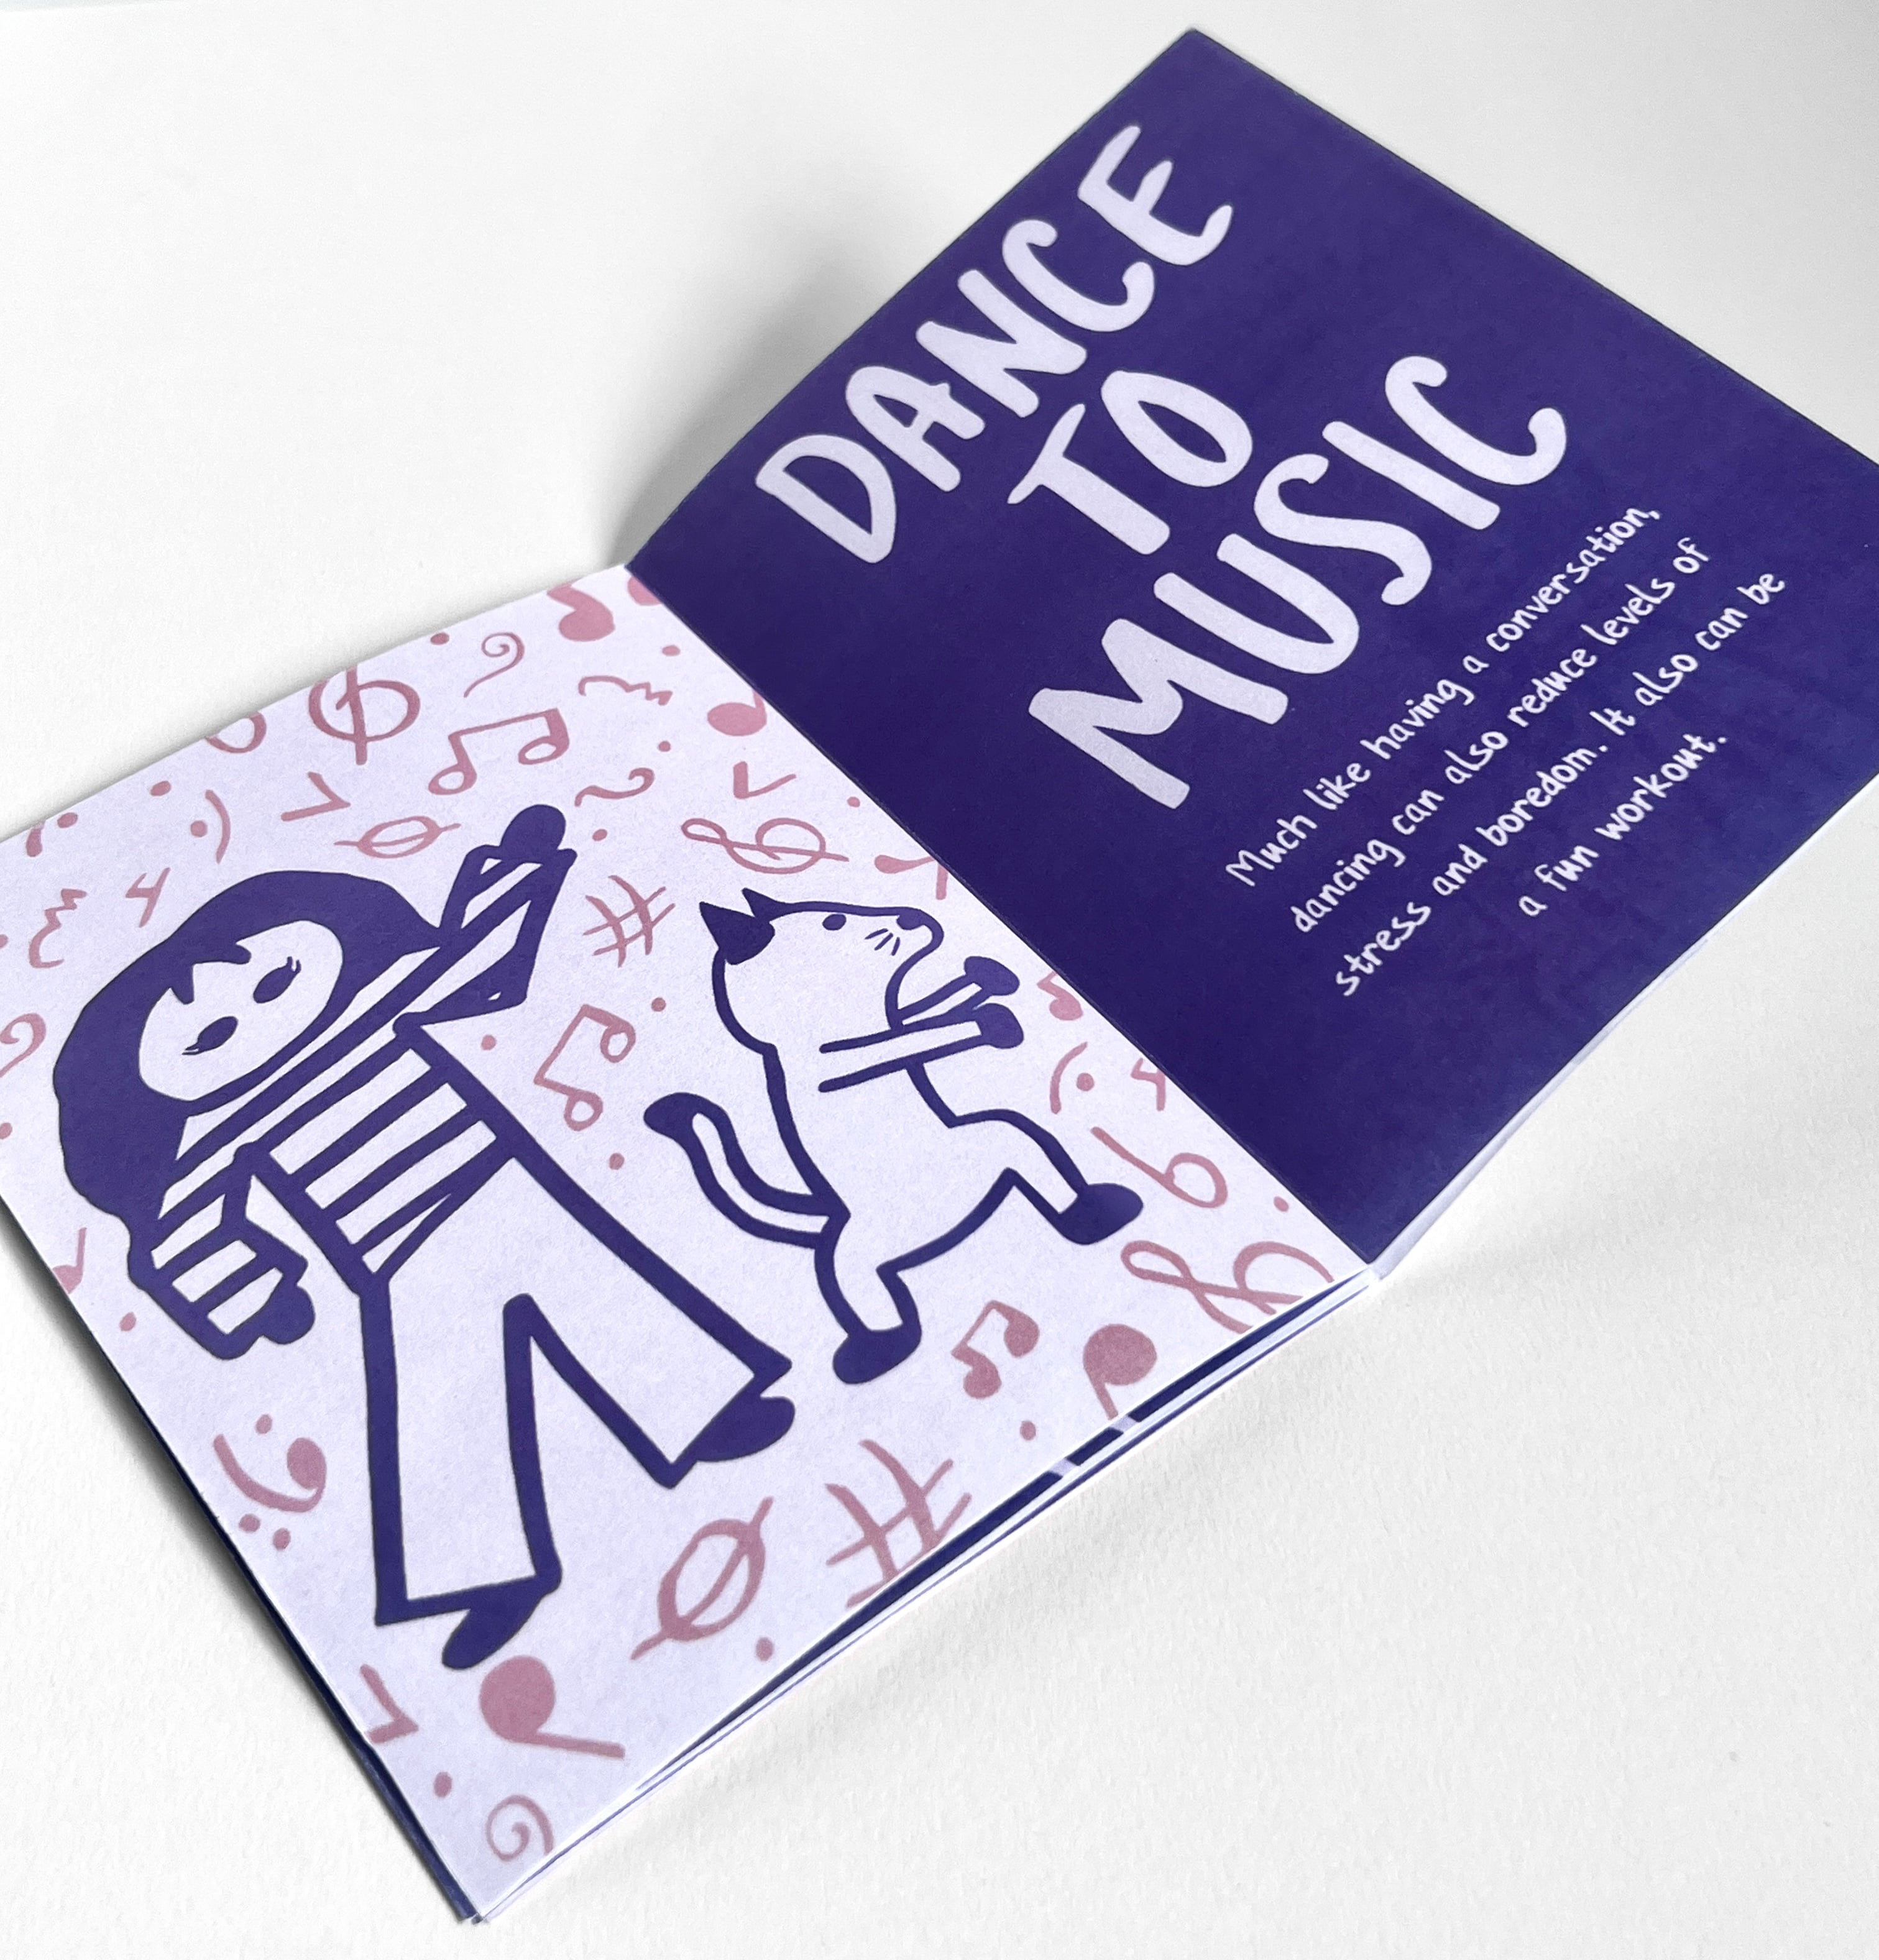 DANCE
TO
MUSIC
Much like having a conversation,
dancing can also reduce levels of
stress and boredom. It also can be
a fun workout.